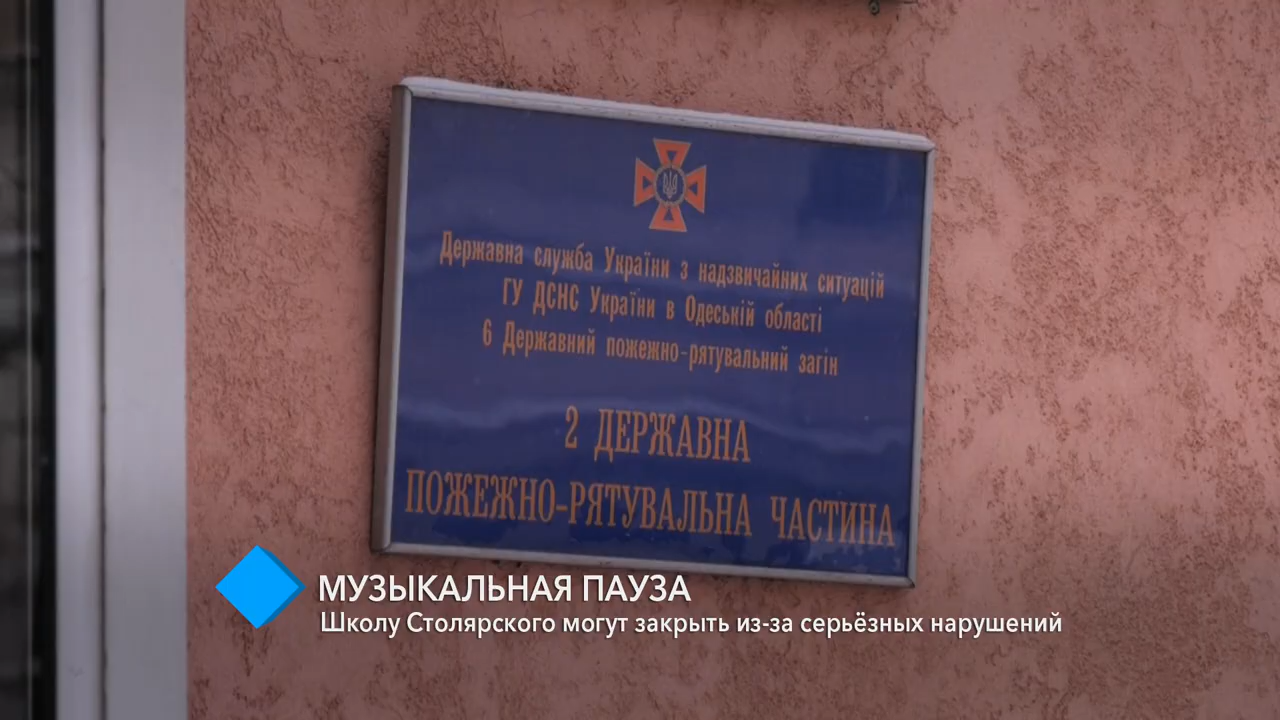 Державна служба України з надзвичайних ситуацій
ГУ ДСНС України в Одеській області
6 Державний пожежно-рятувальний загін
2 ДЕРЖАВНА
ПОЖЕЖНО-РЯТУВАЛЬНА ЧАСТИНА
МУЗЫКАЛЬНАЯ ПАУЗА
Школу Столярского могут закрыть из-за серьёзных нарушений